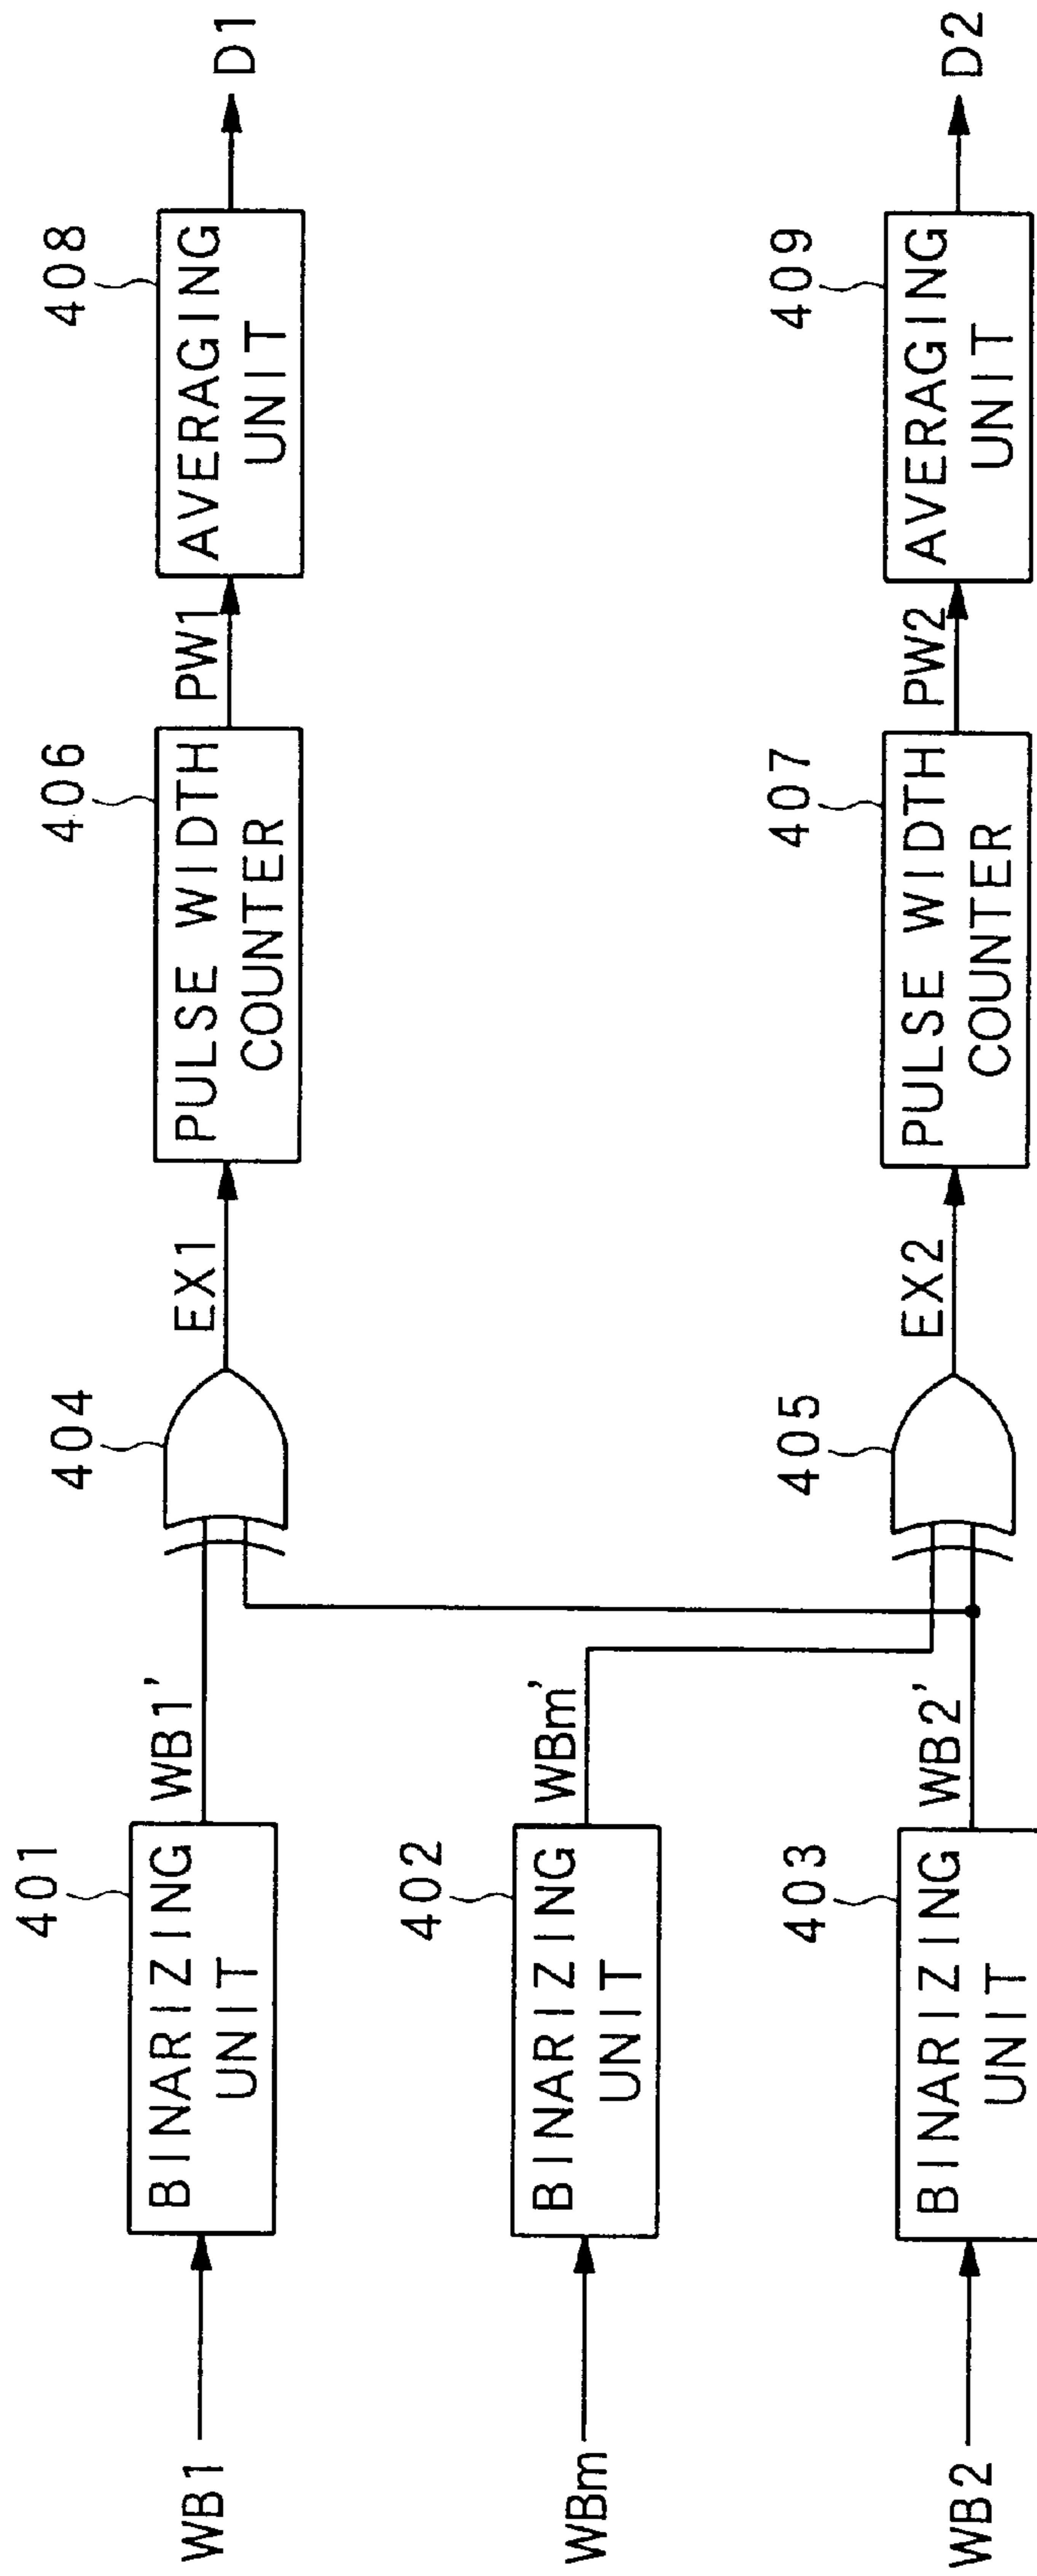 WB1
401
BINARIZING
UNIT
WB1'
404
EX1
406
PULSE WIDTH
COUNTER
PW1
408
AVERAGING
UNIT
D1
WBm
402
BINARIZING
UNIT
WBm'
WB2
403
BINARIZING
UNIT
WB2'
405
EX2
407
PULSE WIDTH
COUNTER
PW2
409
AVERAGING
UNIT
D2